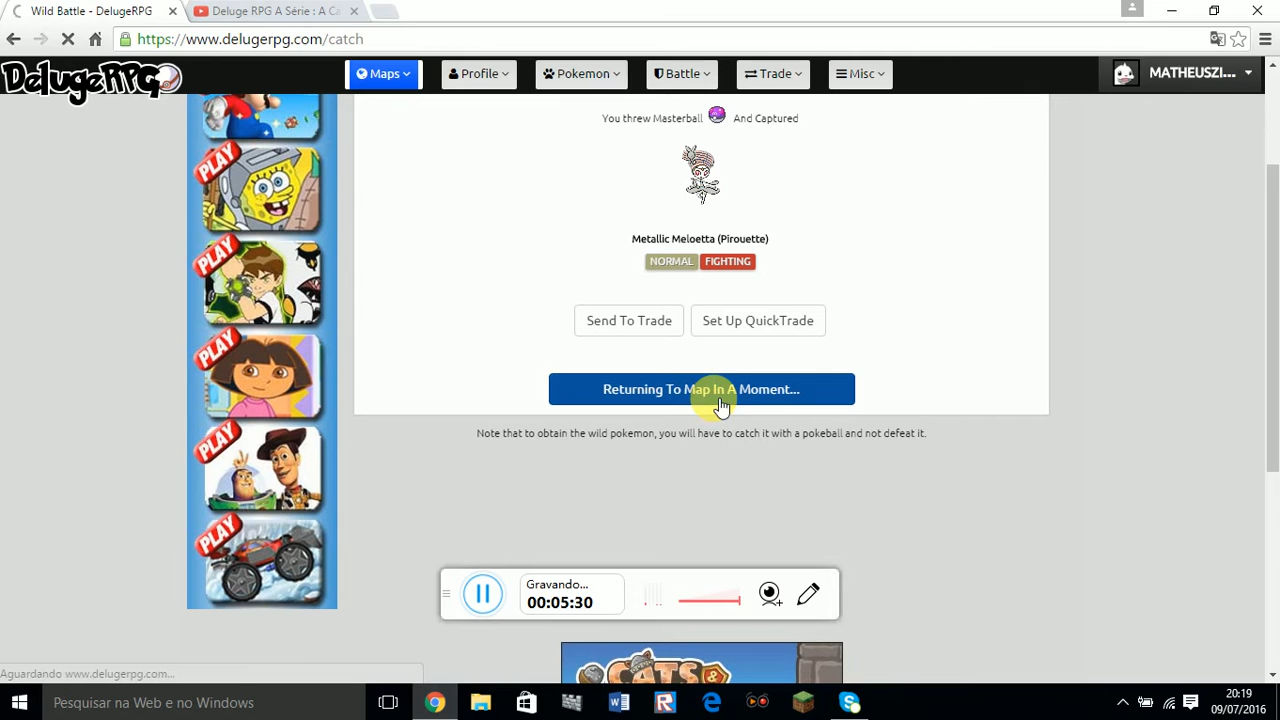 Wild Battle - DelugeRPG
Deluge RPG A Série : A Ca
https://www.delugerpg.com/catch
DelugeRPG
Maps
Profile
Pokemon
Battle
Trade
Misc
MATHEUSZI...
PLAY
PLAY
PLAY
PLAY
PLAY
You threw Masterball And Captured
Metallic Meloetta (Pirouette)
NORMAL FIGHTING
Send To Trade
Set Up QuickTrade
Returning To Map In A Moment...
Note that to obtain the wild pokemon, you will have to catch it with a pokeball and not defeat it.
Gravando...
00:05:30
CATS &
Aguardando www.delugerpg.com...
Pesquisar na Web e no Windows
20:19
09/07/2016